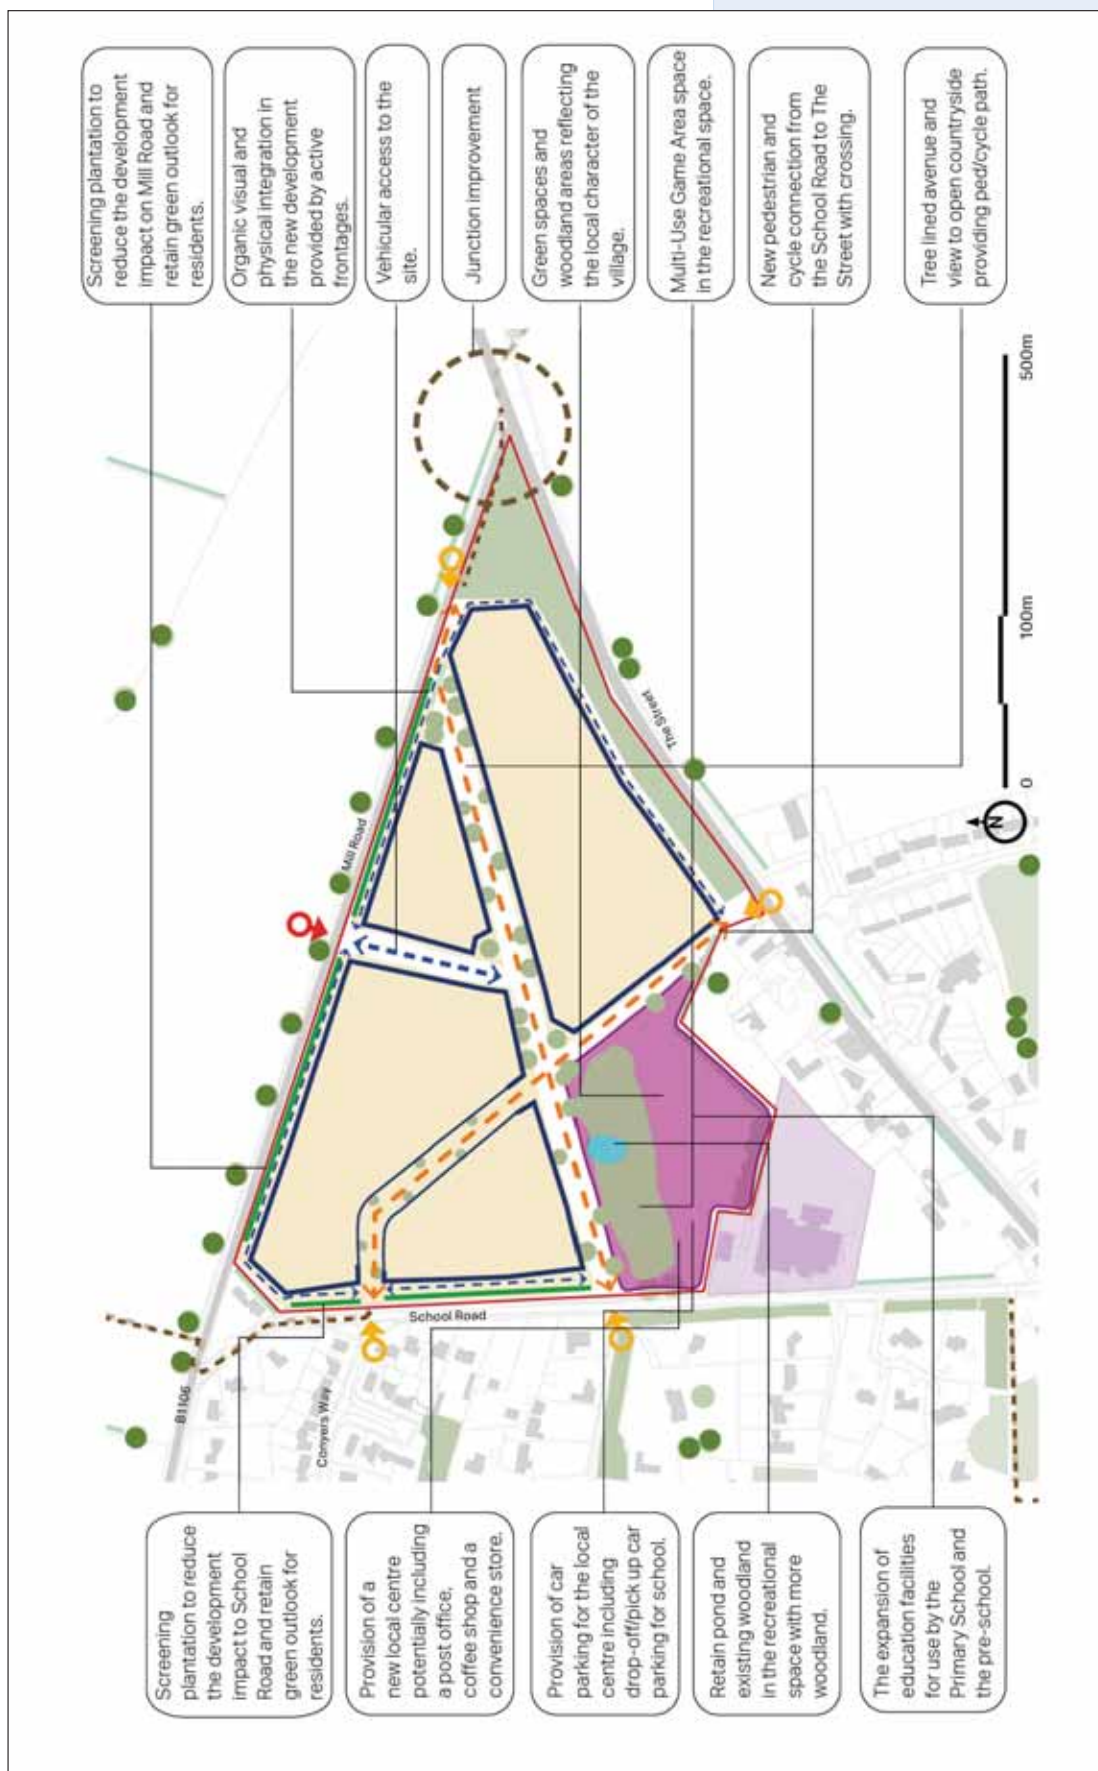 Screening plantation to
reduce the development
impact on Mill Road and
retain green outlook for
residents.
Organic visual and
physical integration in
the new development
provided by active
frontages.
Vehicular access to the
site.
Junction improvement
Green spaces and
woodland areas reflecting
the local character of the
village.
Multi-Use Game Area space
in the recreational space.
New pedestrian and
cycle connection from
the School Road to The
Street with crossing.
Tree lined avenue and
view to open countryside
providing ped/cycle path.
Mill Road
The Street
School Road
B1106
Conyers Way
N
0
100m
500m
Screening
plantation to reduce
the development
impact to School
Road and retain
green outlook for
residents.
Provision of a
new local centre
potentially including
a post office,
coffee shop and a
convenience store.
Provision of car
parking for the local
centre including
drop-off/pick up car
parking for school.
Retain pond and
existing woodland
in the recreational
space with more
woodland.
The expansion of
education facilities
for use by the
Primary School and
the pre-school.